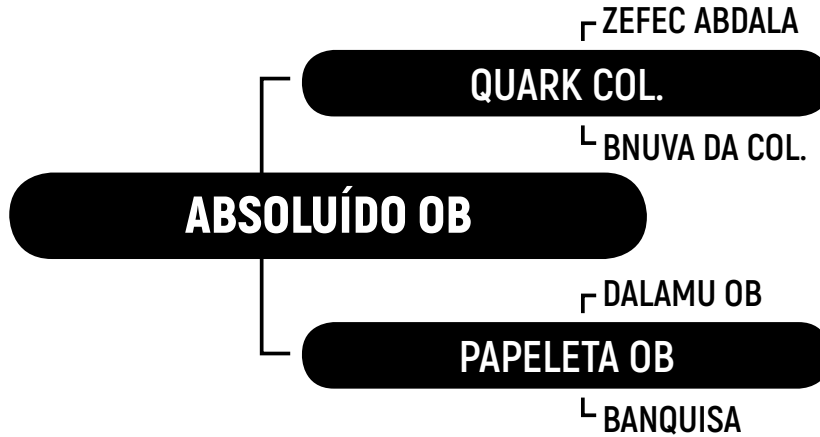 ZEFEC ABDALA
QUARK COL.
BNUVA DA COL.
ABSOLUÍDO OB
DALAMU OB
PAPELETA OB
BANQUISA